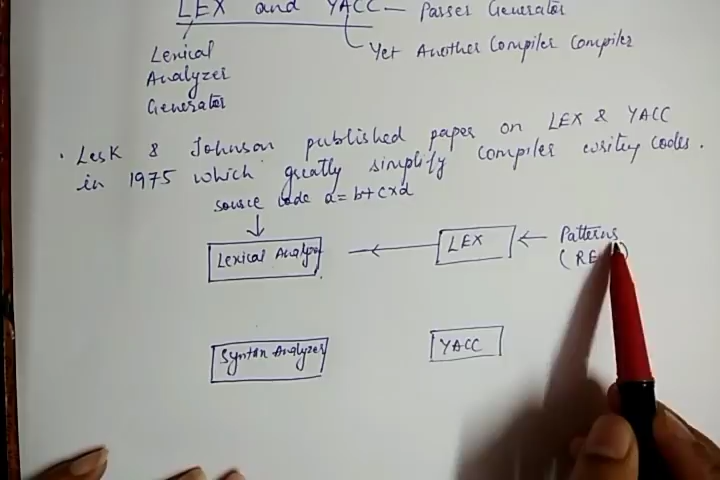 LEX and YACC — Parser Generator
Yet Another Compiler Compiler
Lexical
Analyzer
Generator
• Lesk & Johnson published paper on LEX & YACC
in 1975 which greatly simplify compiler writing codes.
source code a=b+c×d
Lexical Analyzer
LEX
Patterns
(RE
Syntax Analyzer
YACC